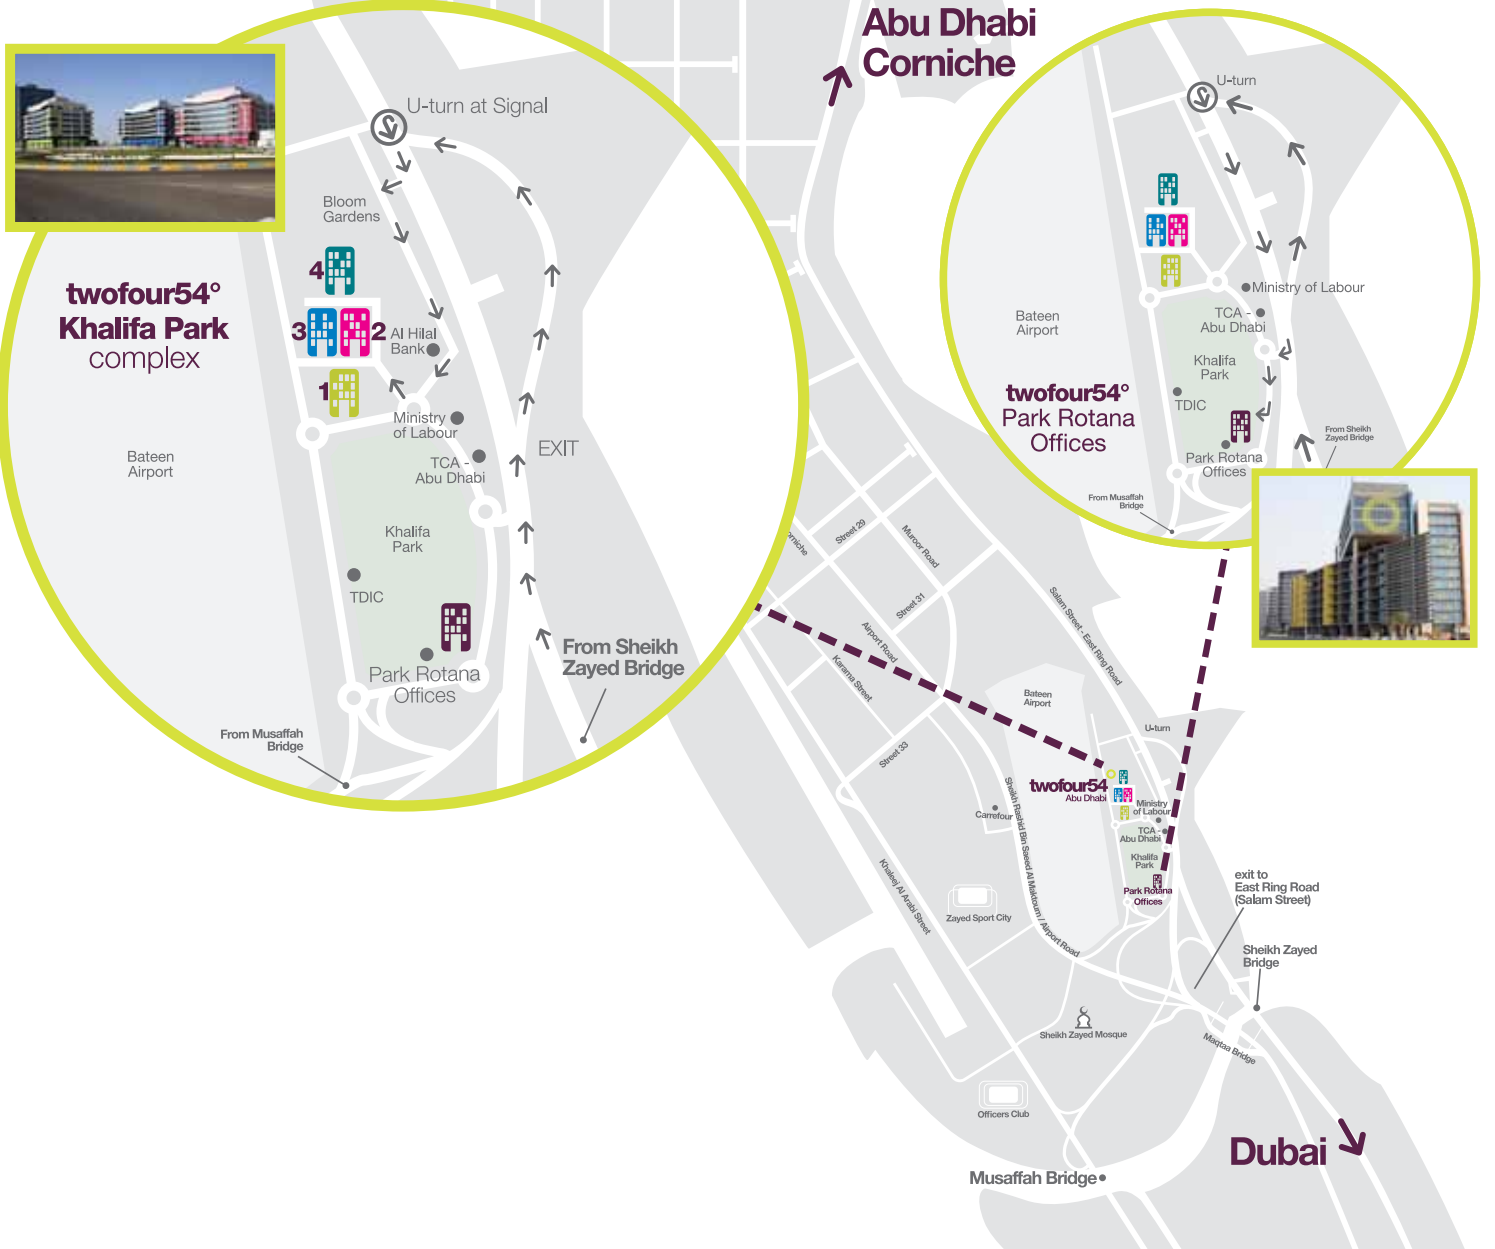 Abu Dhabi
Corniche
U-turn at Signal
Bloom
Gardens
4
twofour54°
Khalifa Park
complex
3
2
Al Hilal
Bank
1
Ministry
of Labour
EXIT
TCA -
Abu Dhabi
Bateen
Airport
Khalifa
Park
TDIC
Park Rotana
Offices
From Sheikh
Zayed Bridge
From Musaffah
Bridge
U-turn
Ministry of Labour
TCA -
Abu Dhabi
Bateen
Airport
Khalifa
Park
twofour54°
Park Rotana
Offices
TDIC
From Sheikh
Zayed Bridge
Park Rotana
Offices
From Musaffah
Bridge
Street 29
Muroor Road
Street 31
Airport Road
Karama Street
Salam Street - East Ring Road
Bateen
Airport
U-turn
Street 33
twofour54
Abu Dhabi
Ministry
of Labour
TCA -
Abu Dhabi
Carrefour
Khalifa
Park
Park Rotana
Offices
Sheikh Rashid Bin Saeed Al Maktoum / Airport Road
Khaleej Al Arabi Street
Zayed Sport City
exit to
East Ring Road
(Salam Street)
Sheikh Zayed
Bridge
Sheikh Zayed Mosque
Maqtaa Bridge
Officers Club
Dubai
Musaffah Bridge